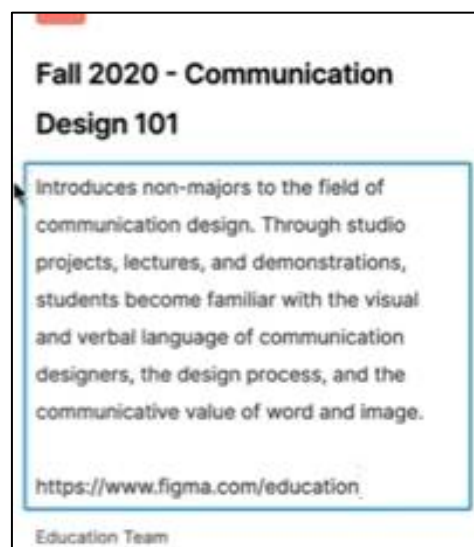 Fall 2020 - Communication
Design 101
Introduces non-majors to the field of
communication design. Through studio
projects, lectures, and demonstrations,
students become familiar with the visual
and verbal language of communication
designers, the design process, and the
communicative value of word and image.
https://www.figma.com/education
Education Team